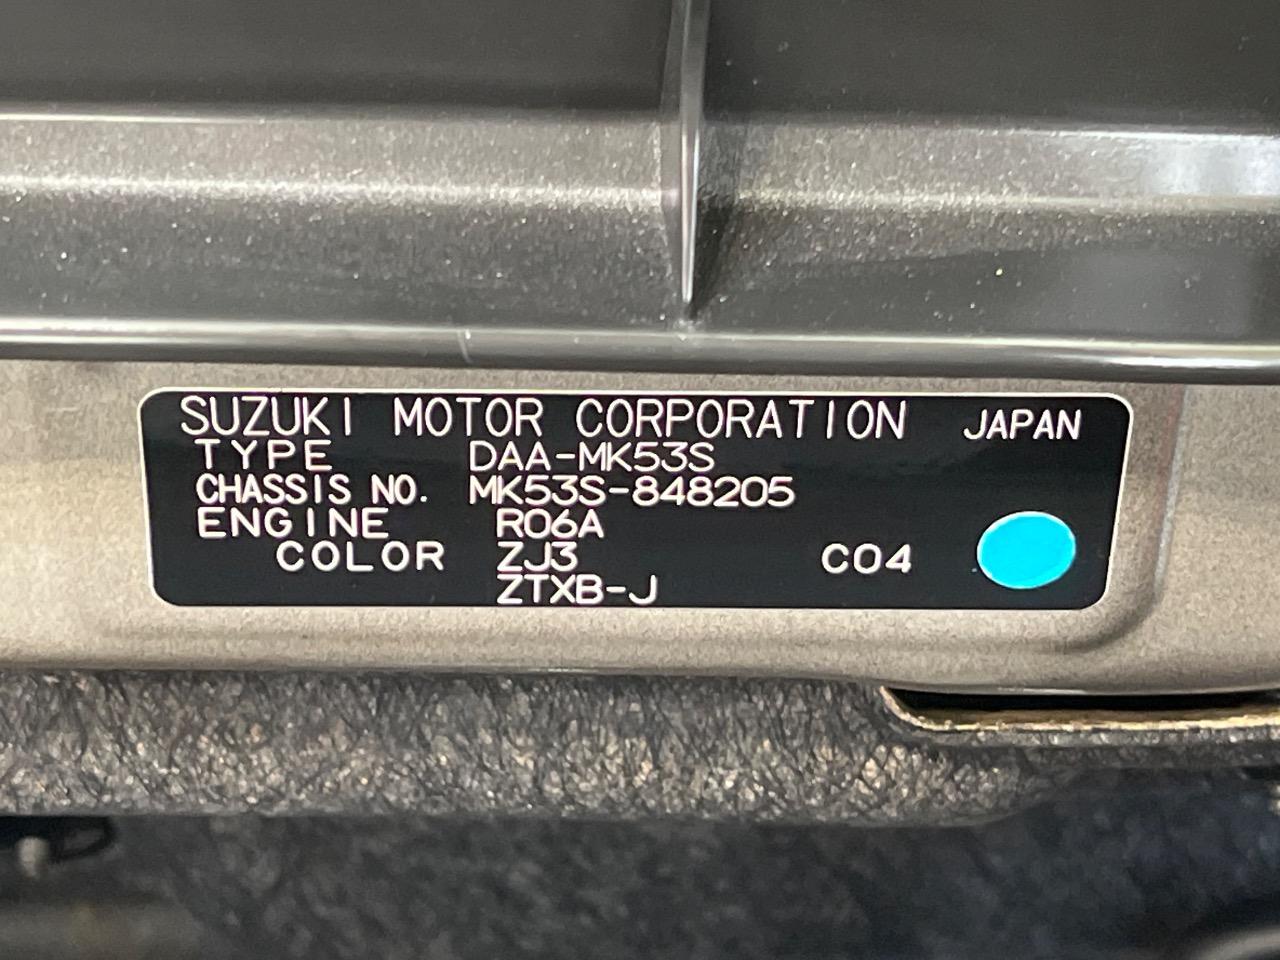 SUZUKI MOTOR CORPORATION JAPAN
TYPE DAA-MK53S
CHASSIS NO. MK53S-848205
ENGINE R06A
COLOR ZJ3 C04
ZTXB-J